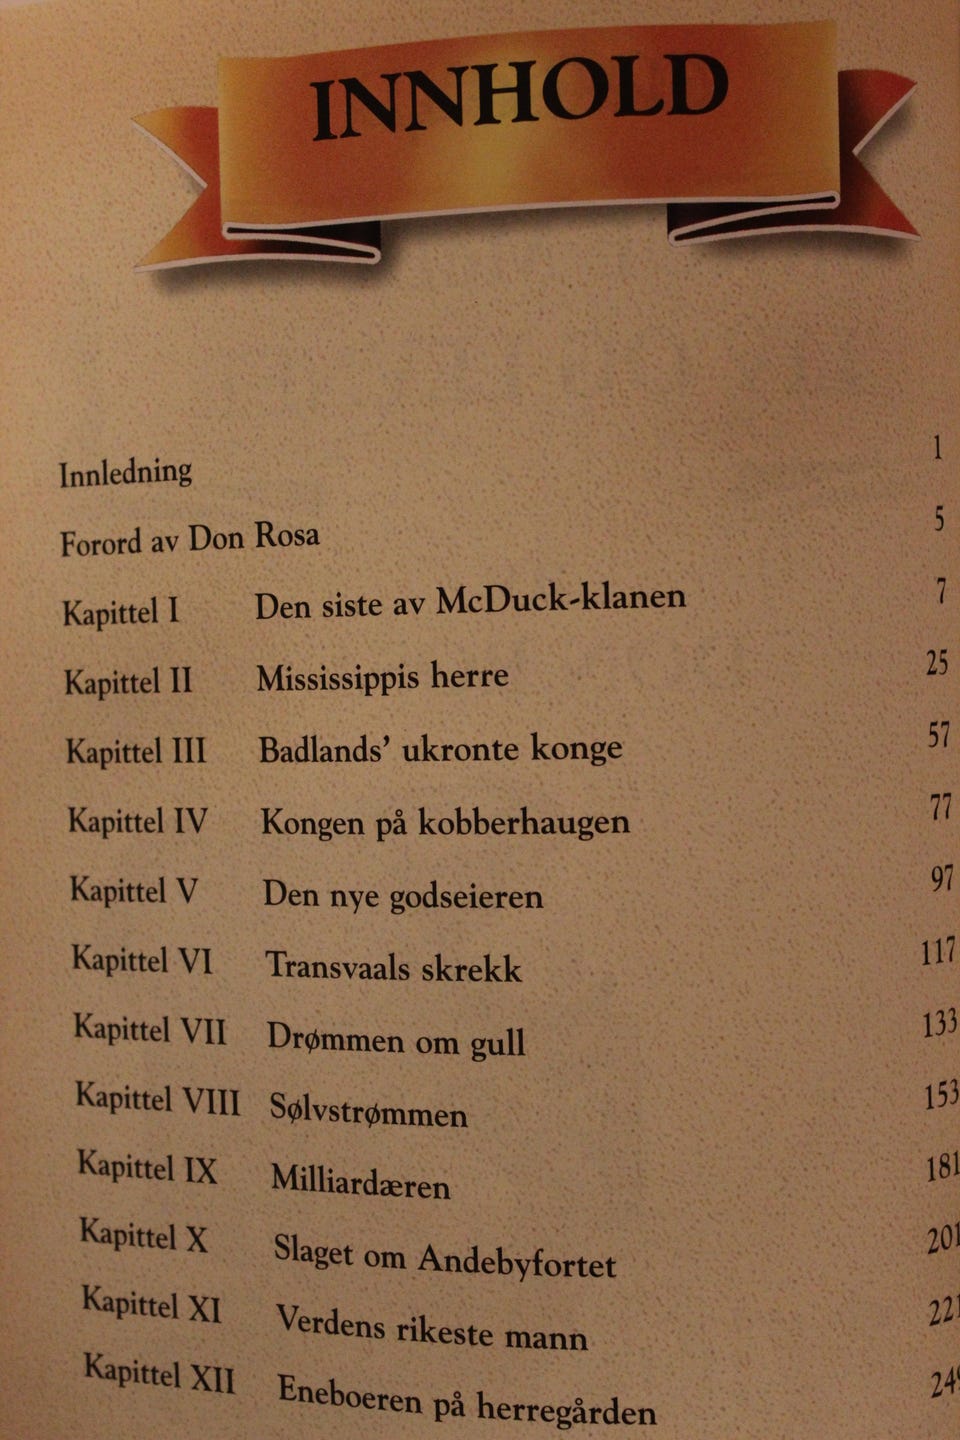 INNHOLD
Innledning 1
Forord av Don Rosa 5
Kapittel I Den siste av McDuck-klanen 7
Kapittel II Mississippis herre 25
Kapittel III Badlands’ ukronte konge 57
Kapittel IV Kongen på kobberhaugen 77
Kapittel V Den nye godseieren 97
Kapittel VI Transvaals skrekk 117
Kapittel VII Drømmen om gull 133
Kapittel VIII Sølvstrømmen 153
Kapittel IX Milliardæren 181
Kapittel X Slaget om Andebyfortet 201
Kapittel XI Verdens rikeste mann 221
Kapittel XII Eneboeren på herregården